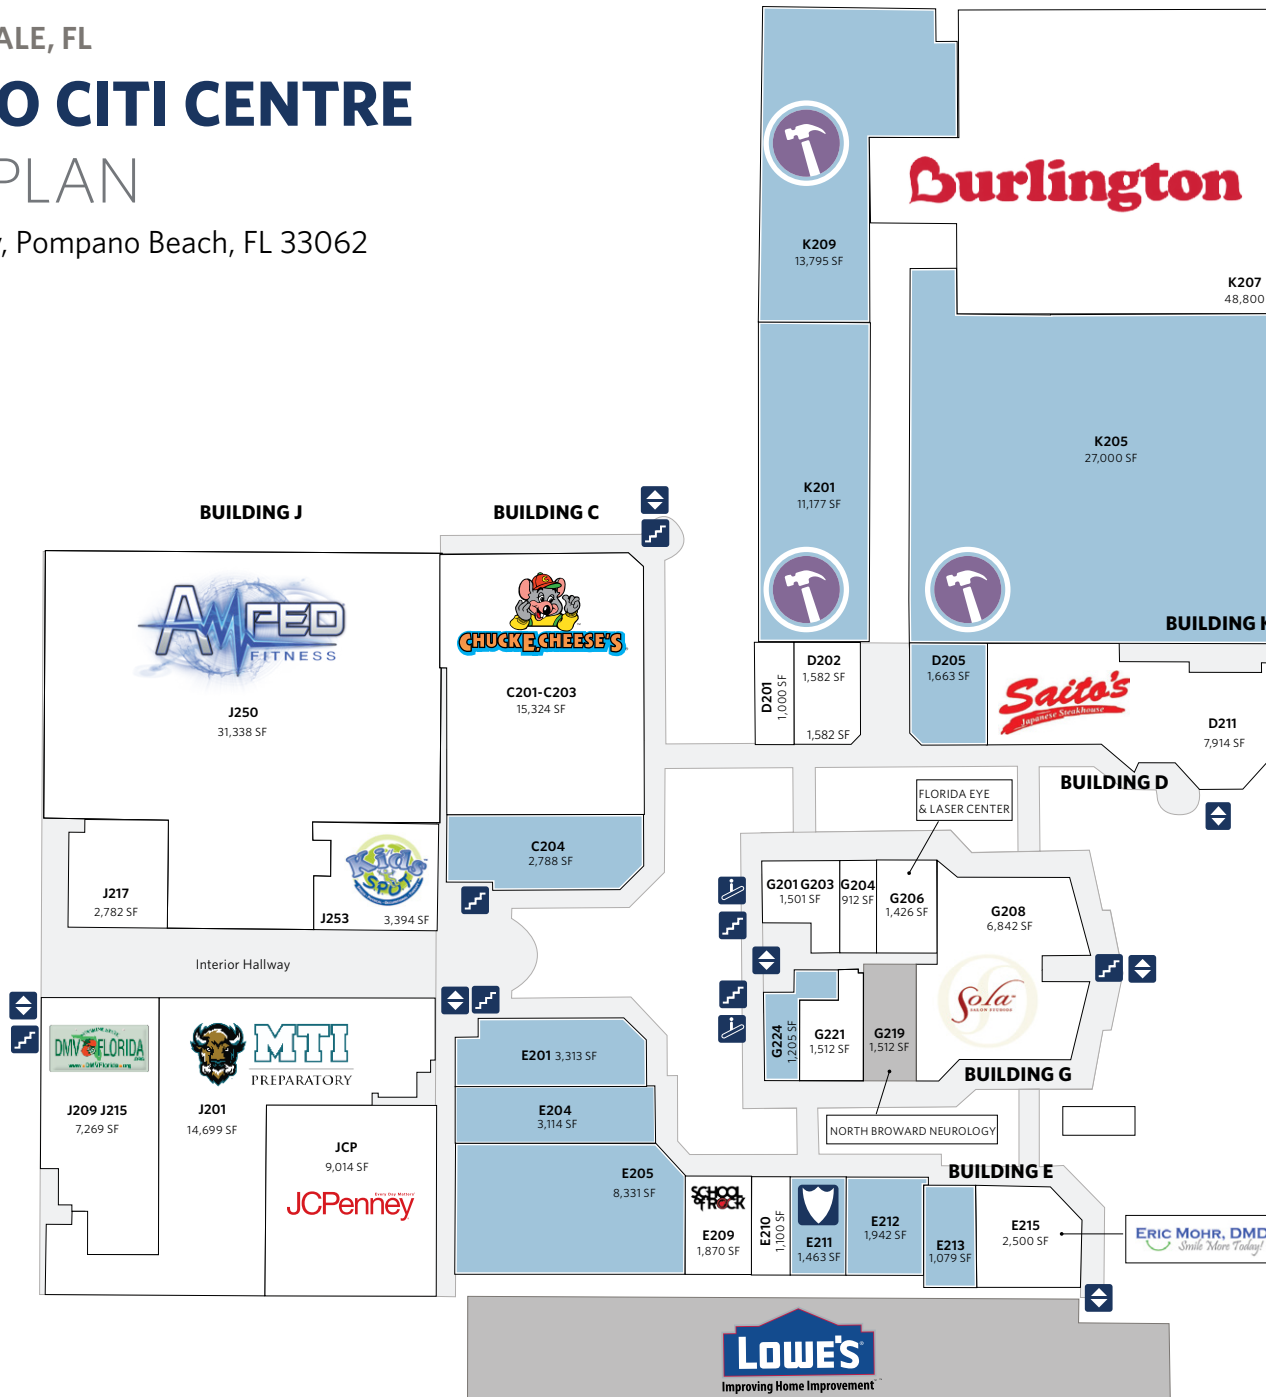 ALE, FL
O CITI CENTRE
PLAN
, Pompano Beach, FL 33062
Burlington
K209
13,795 SF
K207
48,800
K205
27,000 SF
K201
11,177 SF
BUILDING K
BUILDING J
BUILDING C
AMPED
FITNESS
J250
31,338 SF
CHUCK E. CHEESE'S
C201-C203
15,324 SF
D201
1,000 SF
D202
1,582 SF
1,582 SF
D205
1,663 SF
Saito's
Japanese Steakhouse
D211
7,914 SF
BUILDING D
FLORIDA EYE
& LASER CENTER
C204
2,788 SF
J217
2,782 SF
Kids
SPOT
J253 3,394 SF
G201 G203
1,501 SF
G204
912 SF
G206
1,426 SF
G208
6,842 SF
Interior Hallway
Sola
SALON STUDIOS
G224
1,205 SF
G221
1,512 SF
G219
1,512 SF
BUILDING G
NORTH BROWARD NEUROLOGY
DMV FLORIDA
www.DMVFlorida.org
MTI
PREPARATORY
J209 J215
7,269 SF
J201
14,699 SF
JCP
9,014 SF
Every Day Matters
JCPenney
E201 3,313 SF
E204
3,114 SF
E205
8,331 SF
BUILDING E
SCHOOL
of ROCK
E209
1,870 SF
E210
1,100 SF
E211
1,463 SF
E212
1,942 SF
E213
1,079 SF
E215
2,500 SF
ERIC MOHR, DMD
Smile More Today!
LOWE'S
Improving Home Improvement